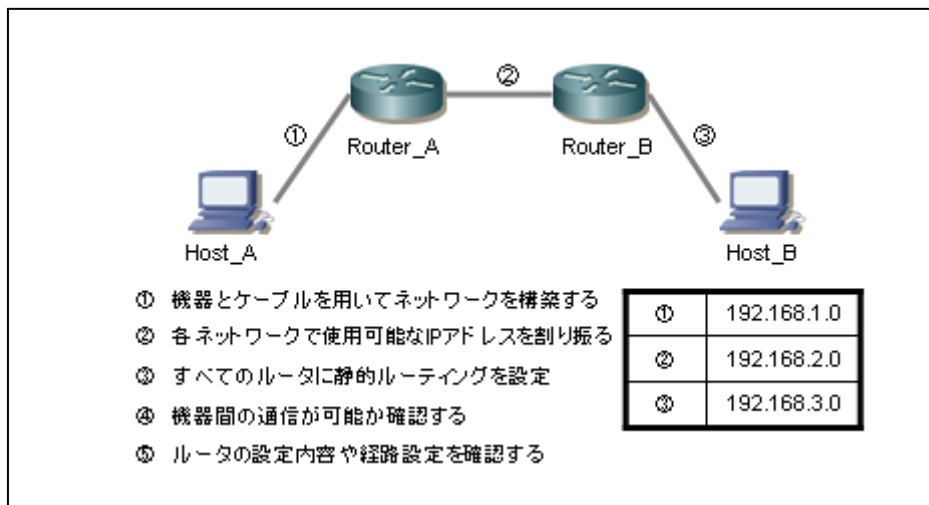 ②
①
③
Router_A
Router_B
Host_A
Host_B
① 機器とケーブルを用いてネットワークを構築する
② 各ネットワークで使用可能なIPアドレスを割り振る
③ すべてのルータに静的ルーティングを設定
④ 機器間の通信が可能か確認する
⑤ ルータの設定内容や経路設定を確認する
① 192.168.1.0
② 192.168.2.0
③ 192.168.3.0